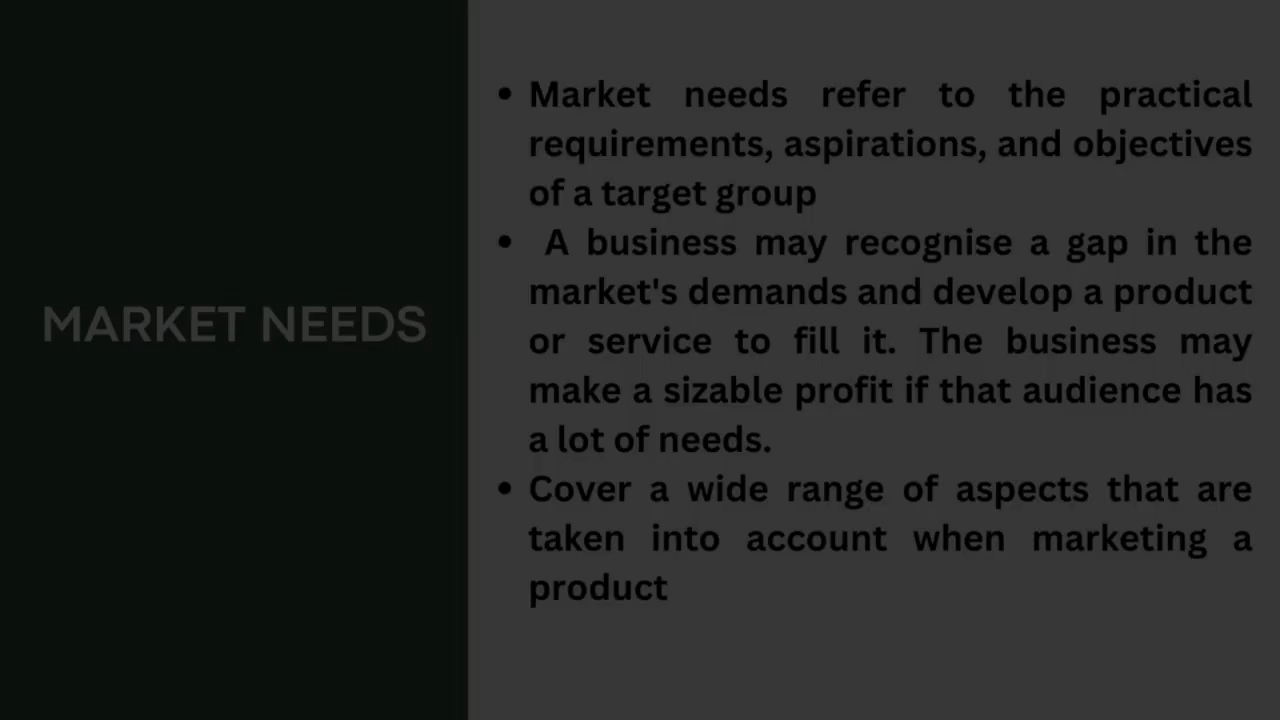 MARKET NEEDS
• Market needs refer to the practical
requirements, aspirations, and objectives
of a target group
• A business may recognise a gap in the
market's demands and develop a product
or service to fill it. The business may
make a sizable profit if that audience has
a lot of needs.
• Cover a wide range of aspects that are
taken into account when marketing a
product